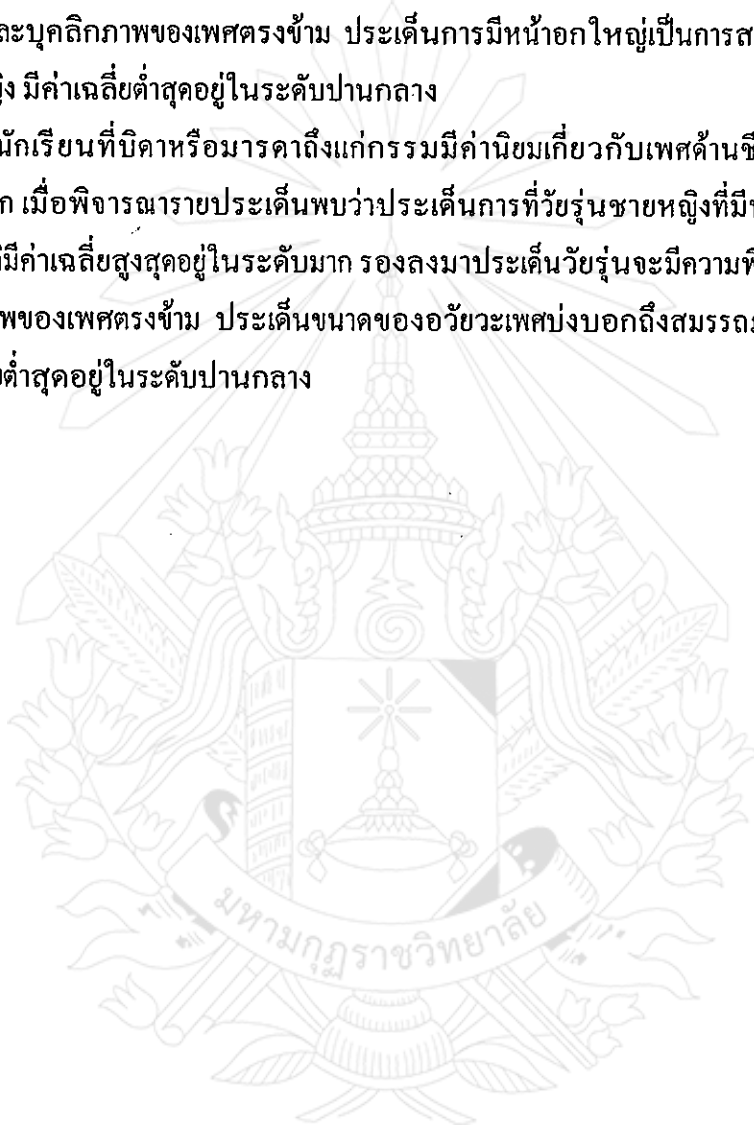 ละบุคลิกภาพของเพศตรงข้าม ประเด็นการมีหน้าอกใหญ่เป็นการส
มีค่าเฉลี่ยต่ำสุดอยู่ในระดับปานกลาง
นักเรียนที่บิดาหรือมารดาถึงแก่กรรมมีค่านิยมเกี่ยวกับเพศด้านชี
ก เมื่อพิจารณารายประเด็นพบว่าประเด็นการที่วัยรุ่นชายหญิงที่มี
มีค่าเฉลี่ยสูงสุดอยู่ในระดับมาก รองลงมาประเด็นวัยรุ่นจะมีความพึ
พของเพศตรงข้าม ประเด็นขนาดของอวัยวะเพศบ่งบอกถึงสมรรถ
ต่ำสุดอยู่ในระดับปานกลาง
มหามกุฏราชวิทยาลัย